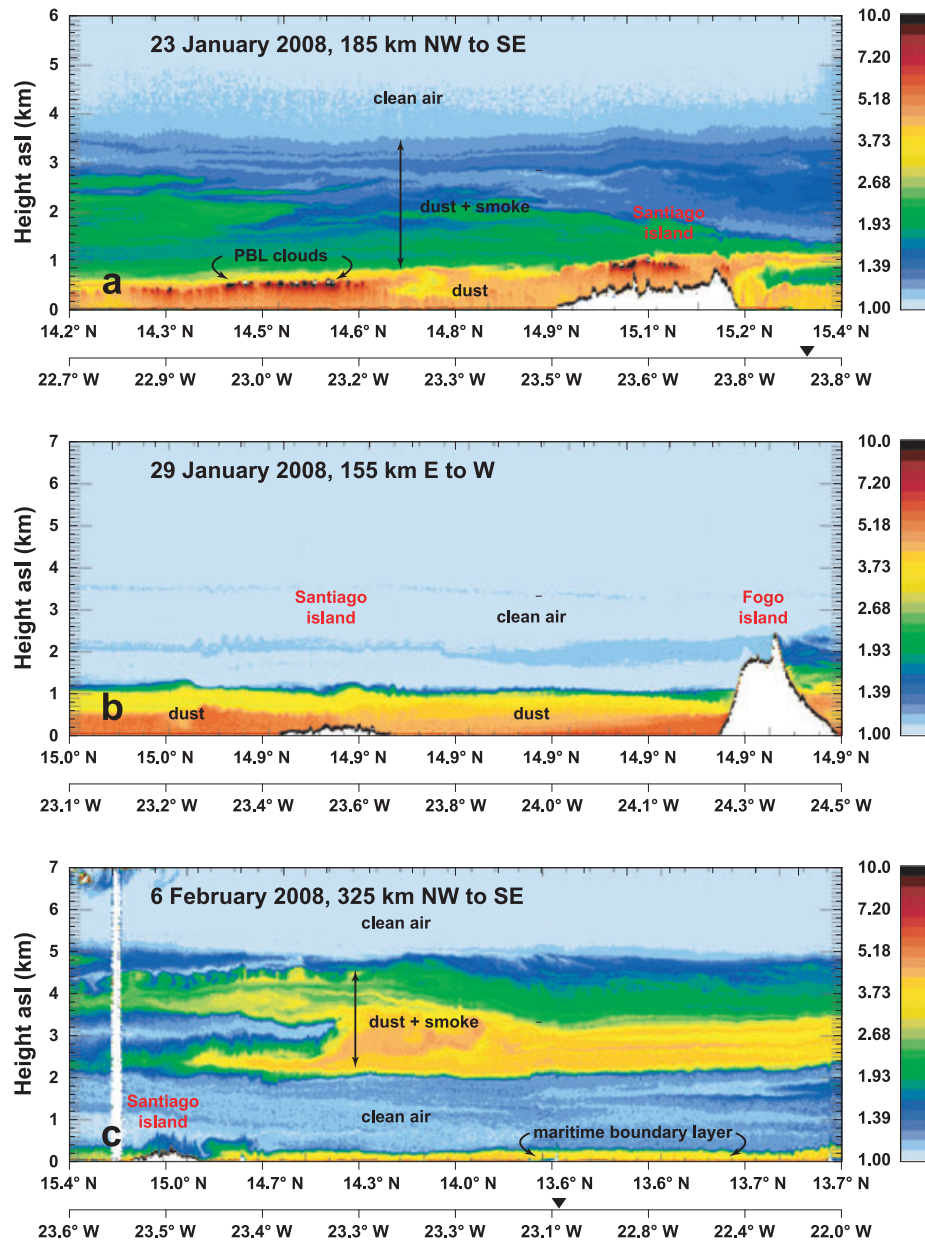 23 January 2008, 185 km NW to SE
Height asl (km)
6
5
4
3
2
1
0
clean air
dust + smoke
Santiago
island
PBL clouds
dust
a
10.0
7.20
5.18
3.73
2.68
1.93
1.39
1.00
14.2 N 14.3 N 14.5 N 14.6 N 14.8 N 14.9 N 15.1 N 15.2 N 15.4 N
22.7° W 22.9° W 23.0° W 23.2° W 23.3° W 23.5° W 23.6° W 23.8° W 23.8° W
29 January 2008, 155 km E to W
Height asl (km)
7
6
5
4
3
2
1
0
Santiago
island
clean air
Fogo
island
dust
dust
b
10.0
7.20
5.18
3.73
2.68
1.93
1.39
1.00
15.0°N 15.0° N 14.9° N 14.9° N 14.9° N 14.9° N 14.9° N 14.9° N 14.9° N
23.1° W 23.2° W 23.4° W 23.6° W 23.8° W 24.0° W 24.1° W 24.3° W 24.5° W
6 February 2008, 325 km NW to SE
Height asl (km)
7
6
5
4
3
2
1
0
clean air
dust + smoke
Santiago
island
clean air
maritime boundary layer
c
10.0
7.20
5.18
3.73
2.68
1.93
1.39
1.00
15.4° N 15.0° N 14.7° N 14.3° N 14.0° N 13.6° N 13.6° N 13.7° N 13.7° N
23.6° W 23.5° W 23.4° W 23.3° W 23.3° W 23.1° W 22.8° W 22.4° W 22.0° W